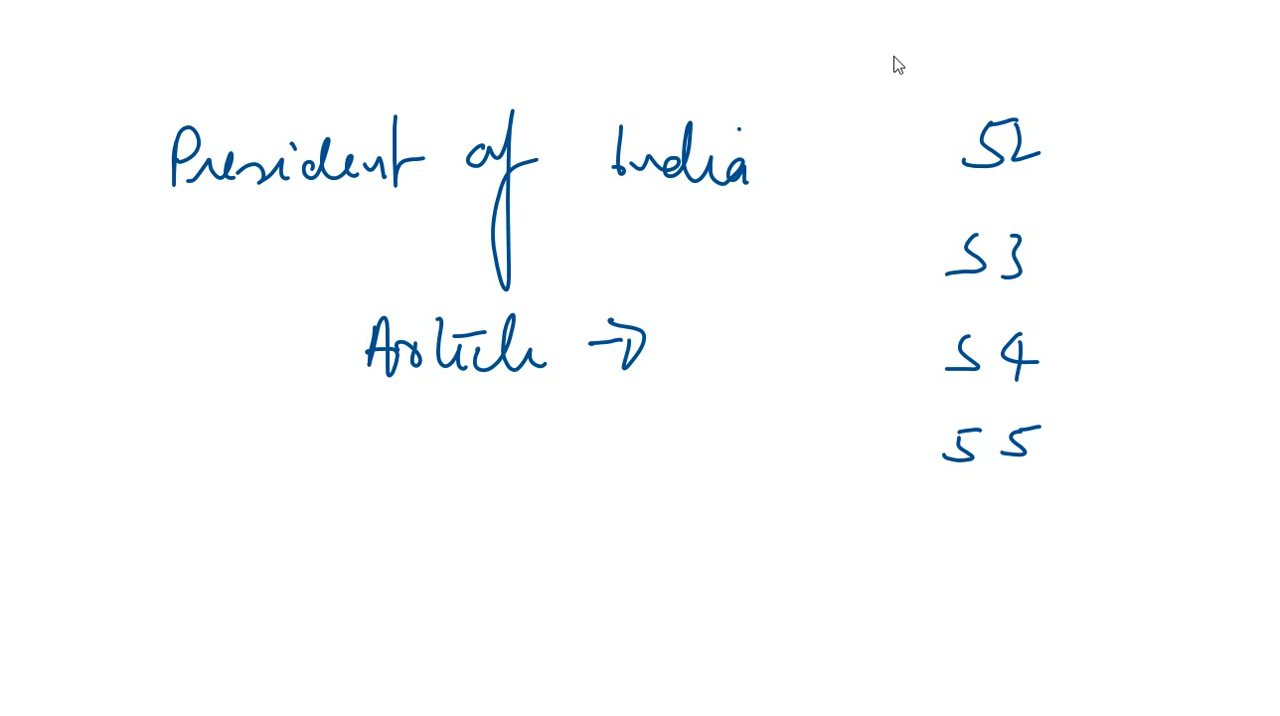 President of India 52
53
Article → 54
55